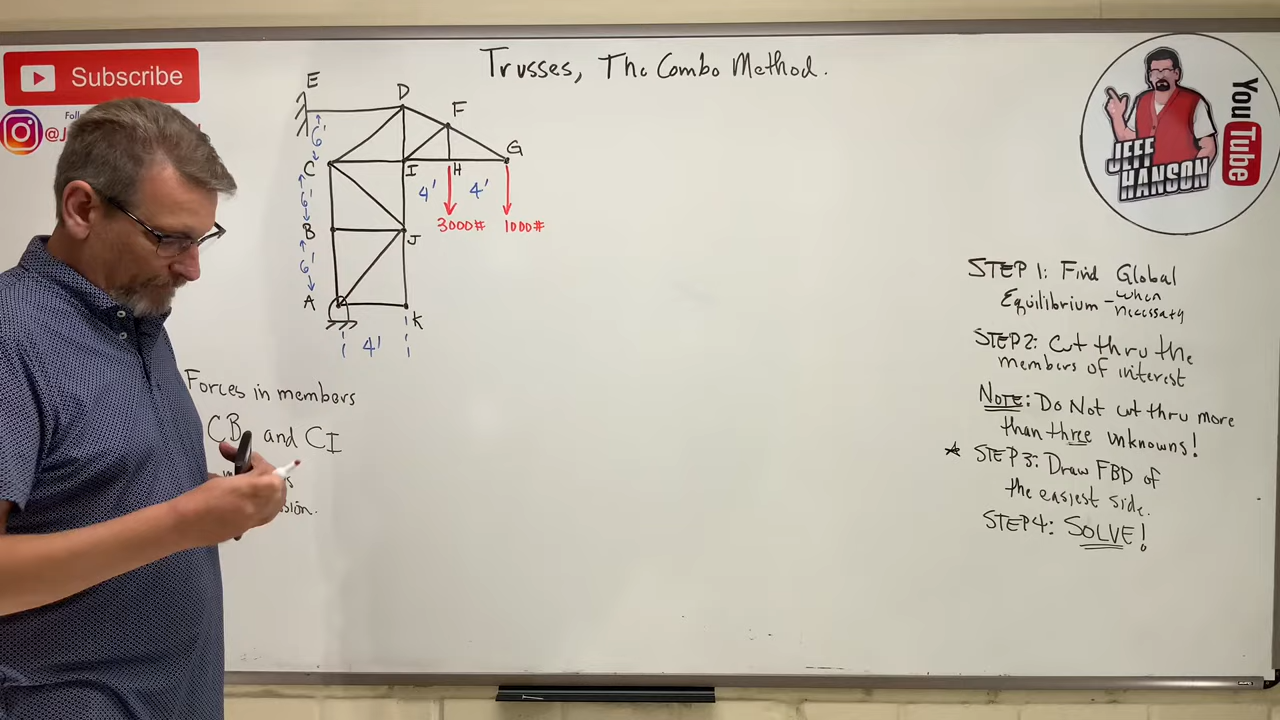 Subscribe
Trusses, The Combo Method.
E
D
F
6'
C
I
H
G
4'
4'
6'
3000#
1000#
B
J
6'
A
K
4'
Forces in members
CB and CI
JEFF
HANSON
You
Tube
STEP 1: Find Global
Equilibrium - when
necessary
STEP 2: Cut thru the
members of interest
NOTE: Do Not cut thru more
than three unknowns!
STEP 3: Draw FBD of
the easiest side.
STEP 4: SOLVE!